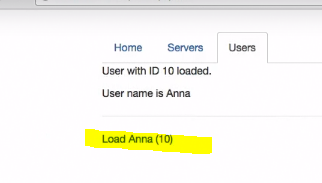 Home Servers Users
User with ID 10 loaded.
User name is Anna
Load Anna (10)